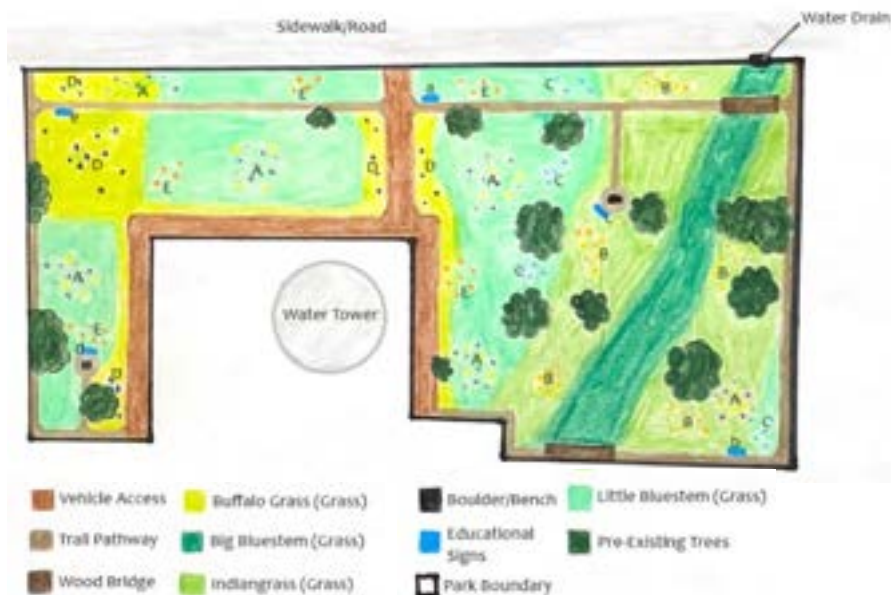 Sidewalk/Road
Water Drain
D A E E C B
D A E D D A C
Water Tower
A E D
E C B B
A B B A C
Vehicle Access
Buffalo Grass (Grass)
Boulder/Bench
Little Bluestem (Grass)
Trail Pathway
Big Bluestem (Grass)
Educational
Signs
Pre-Existing Trees
Wood Bridge
Indiangrass (Grass)
Park Boundary